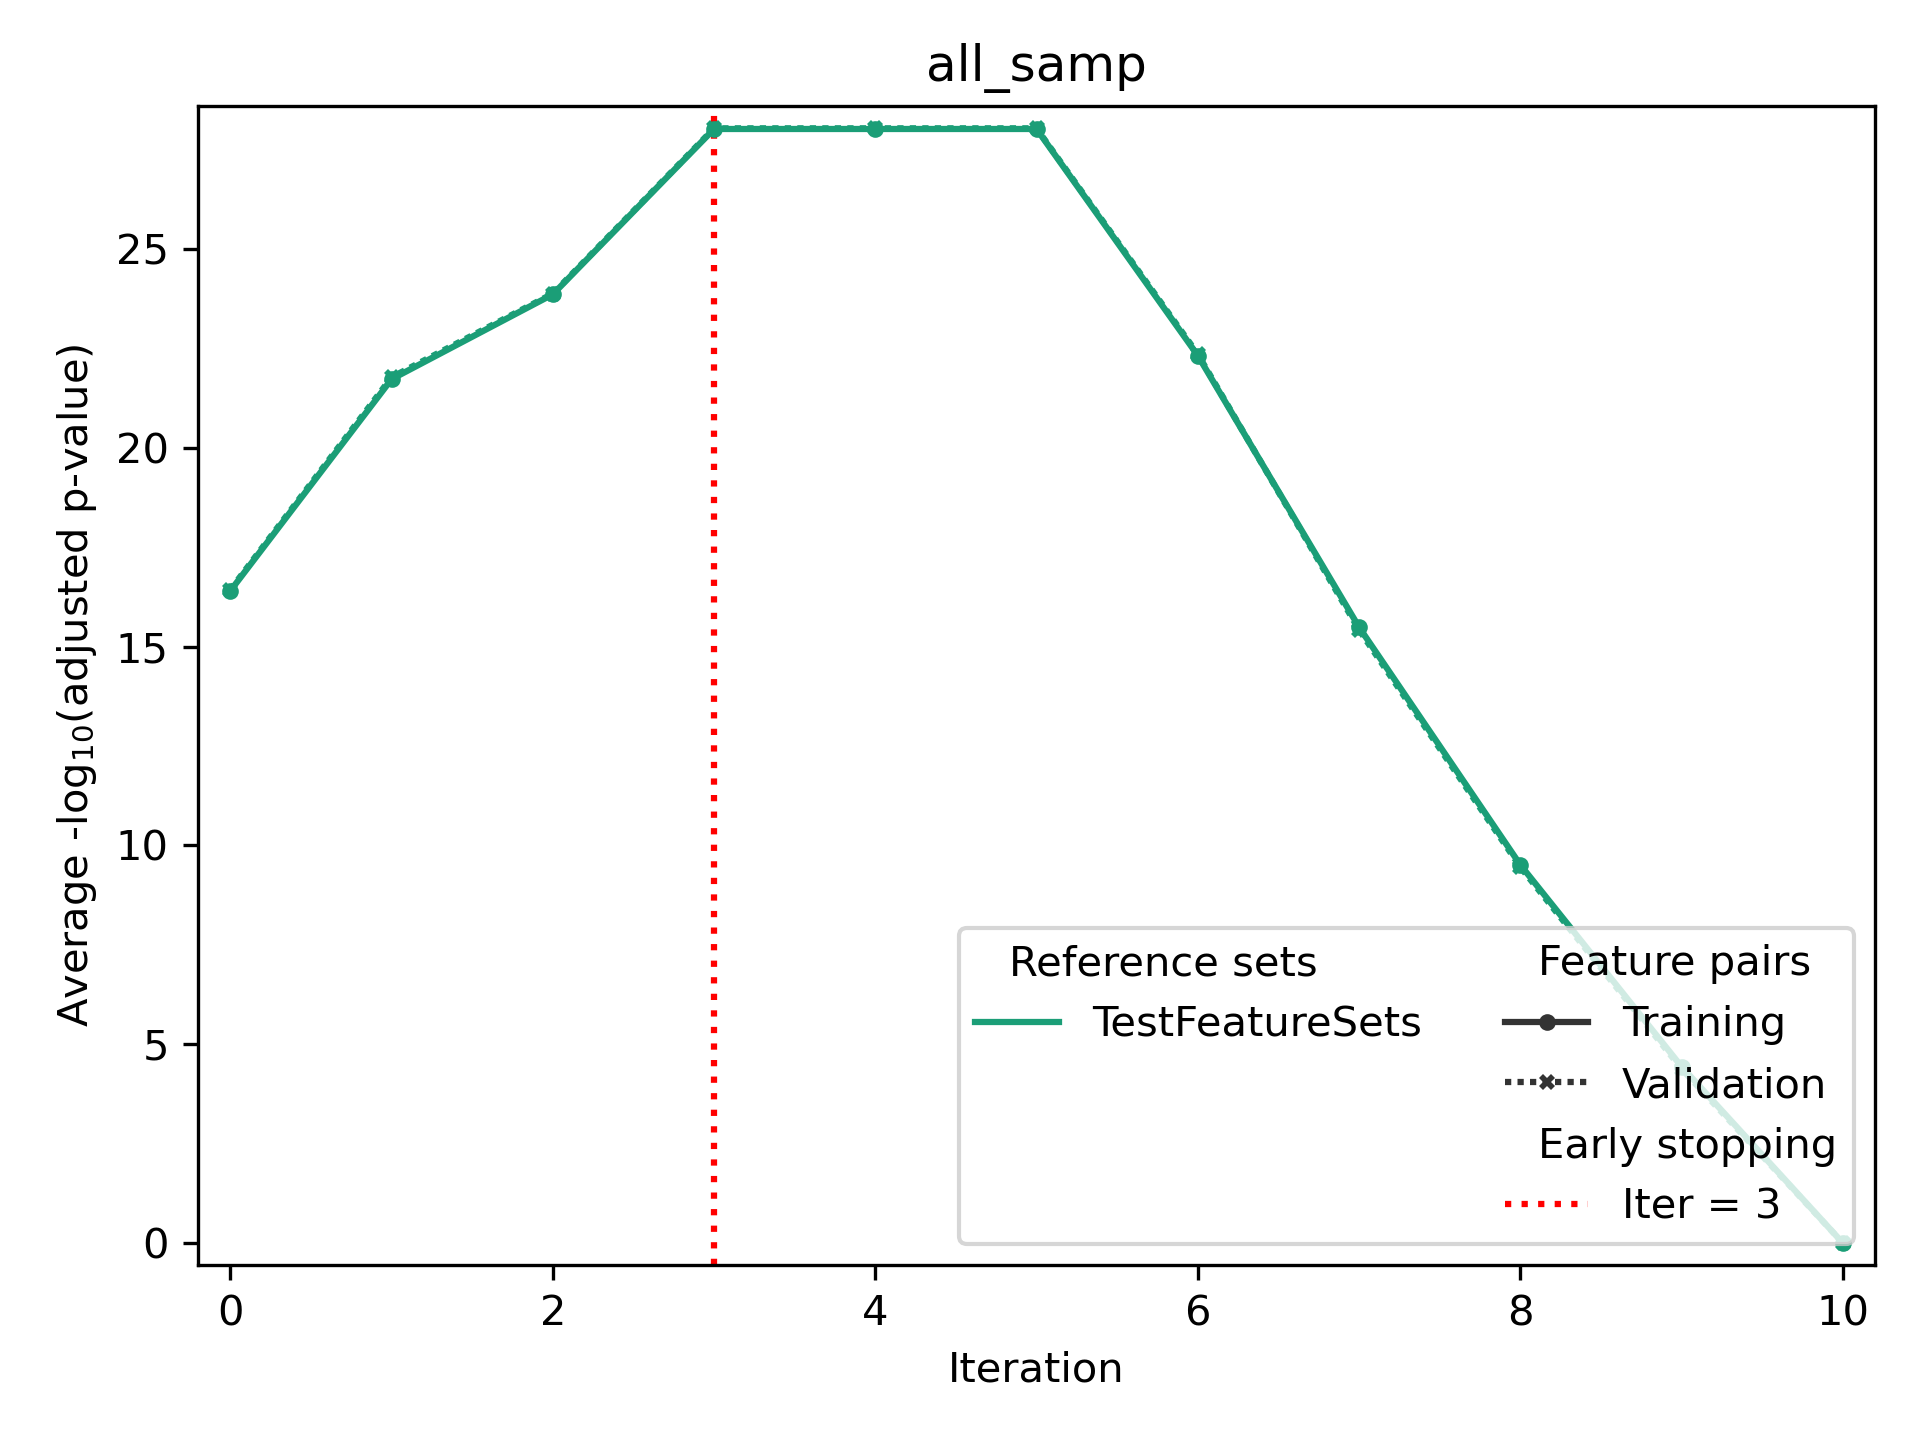 all_samp
Average -log10(adjusted p-value)
25
20
15
10
5
0
Reference sets
TestFeatureSets
Feature pairs
Training
Validation
Early stopping
Iter = 3
0 2 4 6 8 10
Iteration